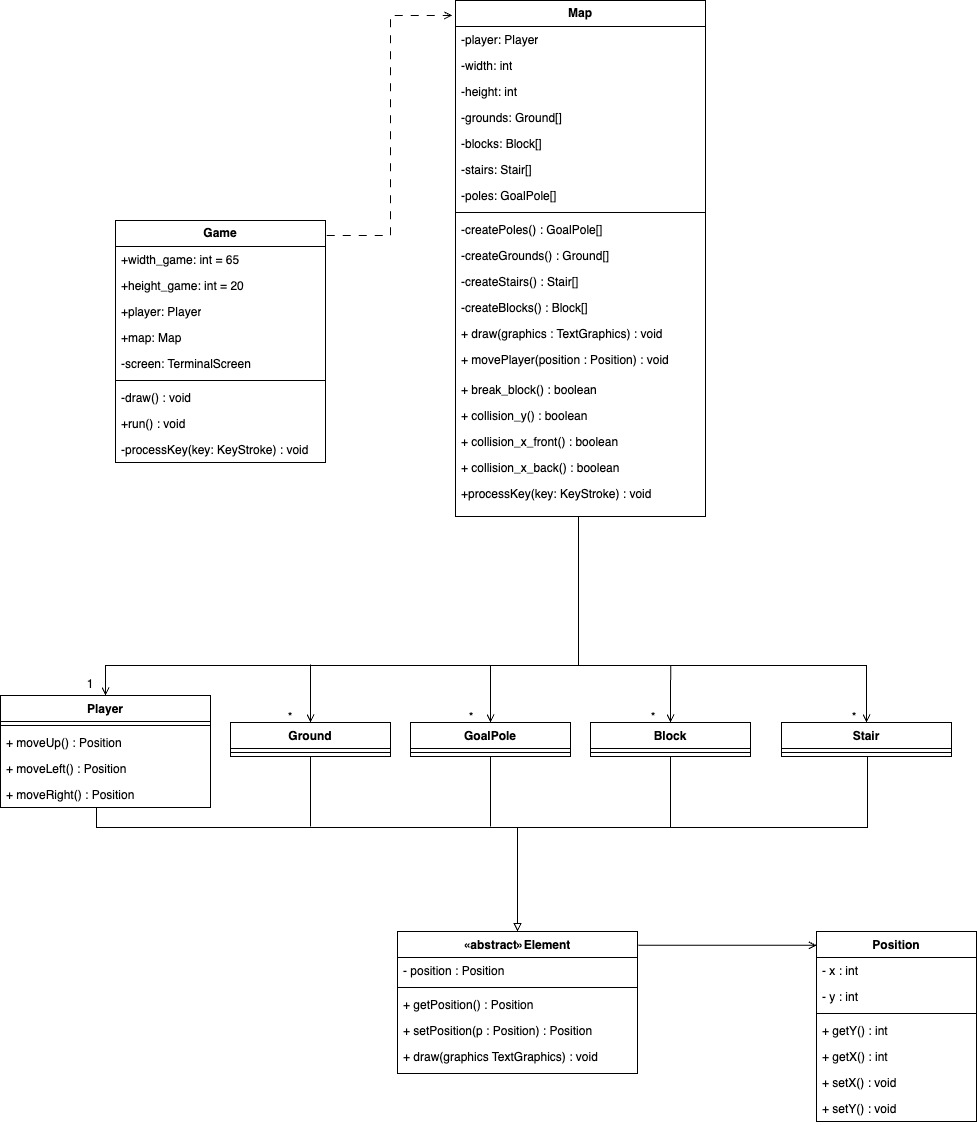 Map
-player: Player
-width: int
-height: int
-grounds: Ground[]
-blocks: Block[]
-stairs: Stair[]
-poles: GoalPole[]
-createPoles() : GoalPole[]
-createGrounds() : Ground[]
-createStairs() : Stair[]
-createBlocks() : Block[]
+ draw(graphics : TextGraphics) : void
+ movePlayer(position : Position) : void
+ break_block() : boolean
+ collision_y() : boolean
+ collision_x_front() : boolean
+ collision_x_back() : boolean
+processKey(key: KeyStroke) : void
Game
+width_game: int = 65
+height_game: int = 20
+player: Player
+map: Map
-screen: TerminalScreen
-draw() : void
+run() : void
-processKey(key: KeyStroke) : void
1
Player
+ moveUp() : Position
+ moveLeft() : Position
+ moveRight() : Position
*
Ground
*
GoalPole
*
Block
*
Stair
«abstract» Element
- position : Position
+ getPosition() : Position
+ setPosition(p : Position) : Position
+ draw(graphics TextGraphics) : void
Position
- x : int
- y : int
+ getY() : int
+ getX() : int
+ setX() : void
+ setY() : void